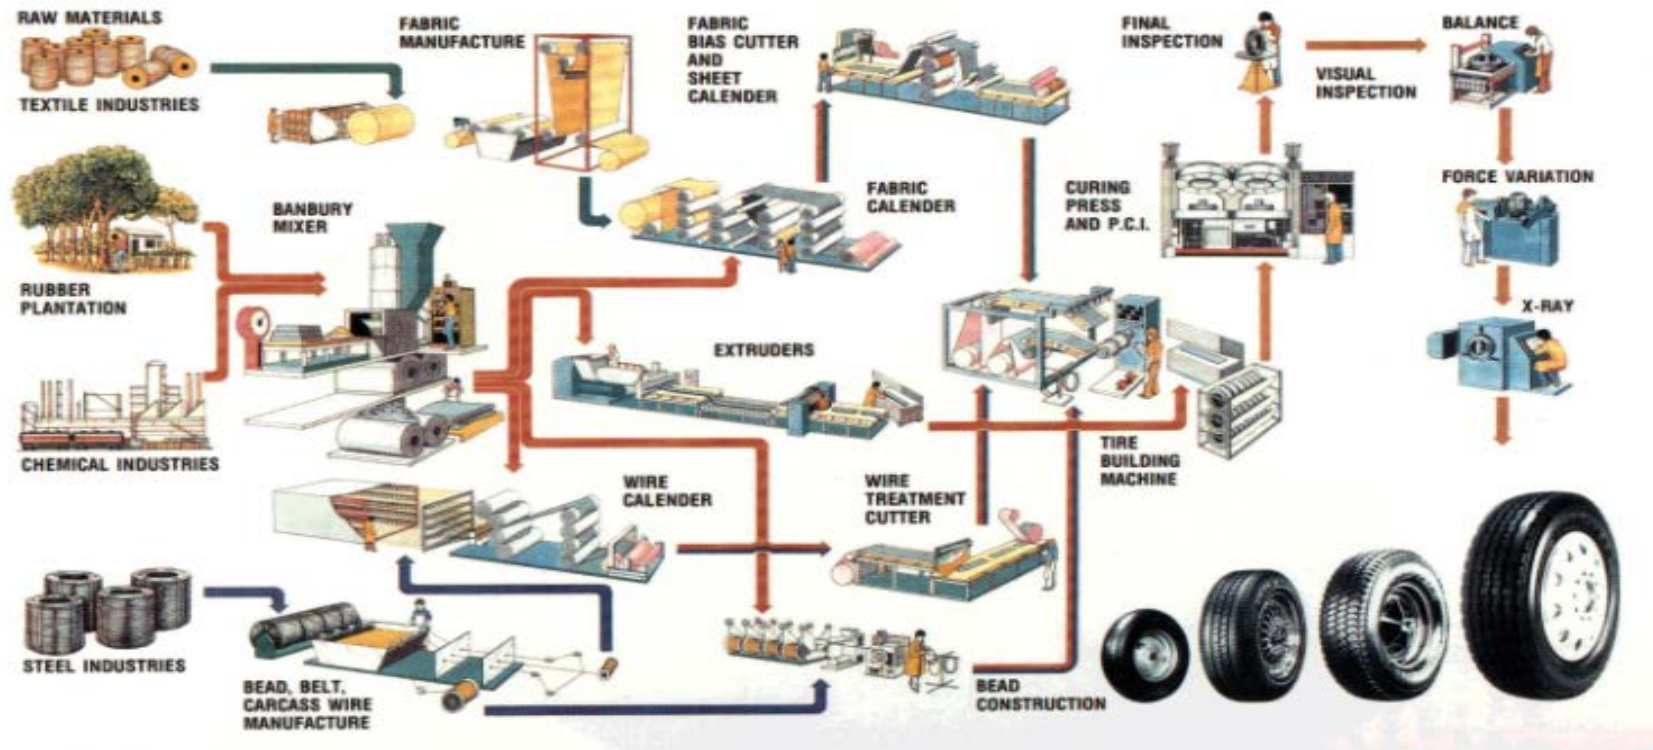 RAW MATERIALS
TEXTILE INDUSTRIES
FABRIC
MANUFACTURE
FABRIC
BIAS CUTTER
AND
SHEET
CALENDER
FINAL
INSPECTION
VISUAL
INSPECTION
BALANCE
RUBBER
PLANTATION
BANBURY
MIXER
FABRIC
CALENDER
CURING
PRESS
AND P.C.I.
FORCE VARIATION
X-RAY
CHEMICAL INDUSTRIES
EXTRUDERS
TIRE
BUILDING
MACHINE
WIRE
CALENDER
WIRE
TREATMENT
CUTTER
STEEL INDUSTRIES
BEAD, BELT,
CARCASS WIRE
MANUFACTURE
BEAD
CONSTRUCTION